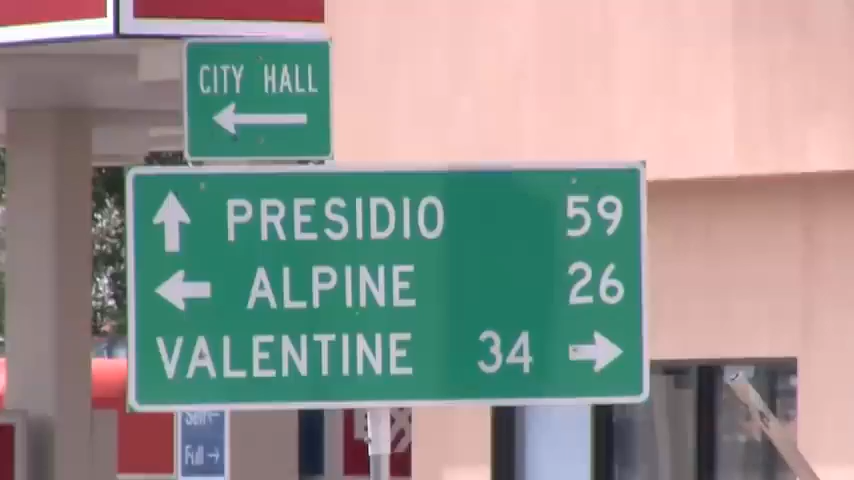 CITY HALL
←
↑ PRESIDIO 59
← ALPINE 26
VALENTINE 34 →
Self←
Full→